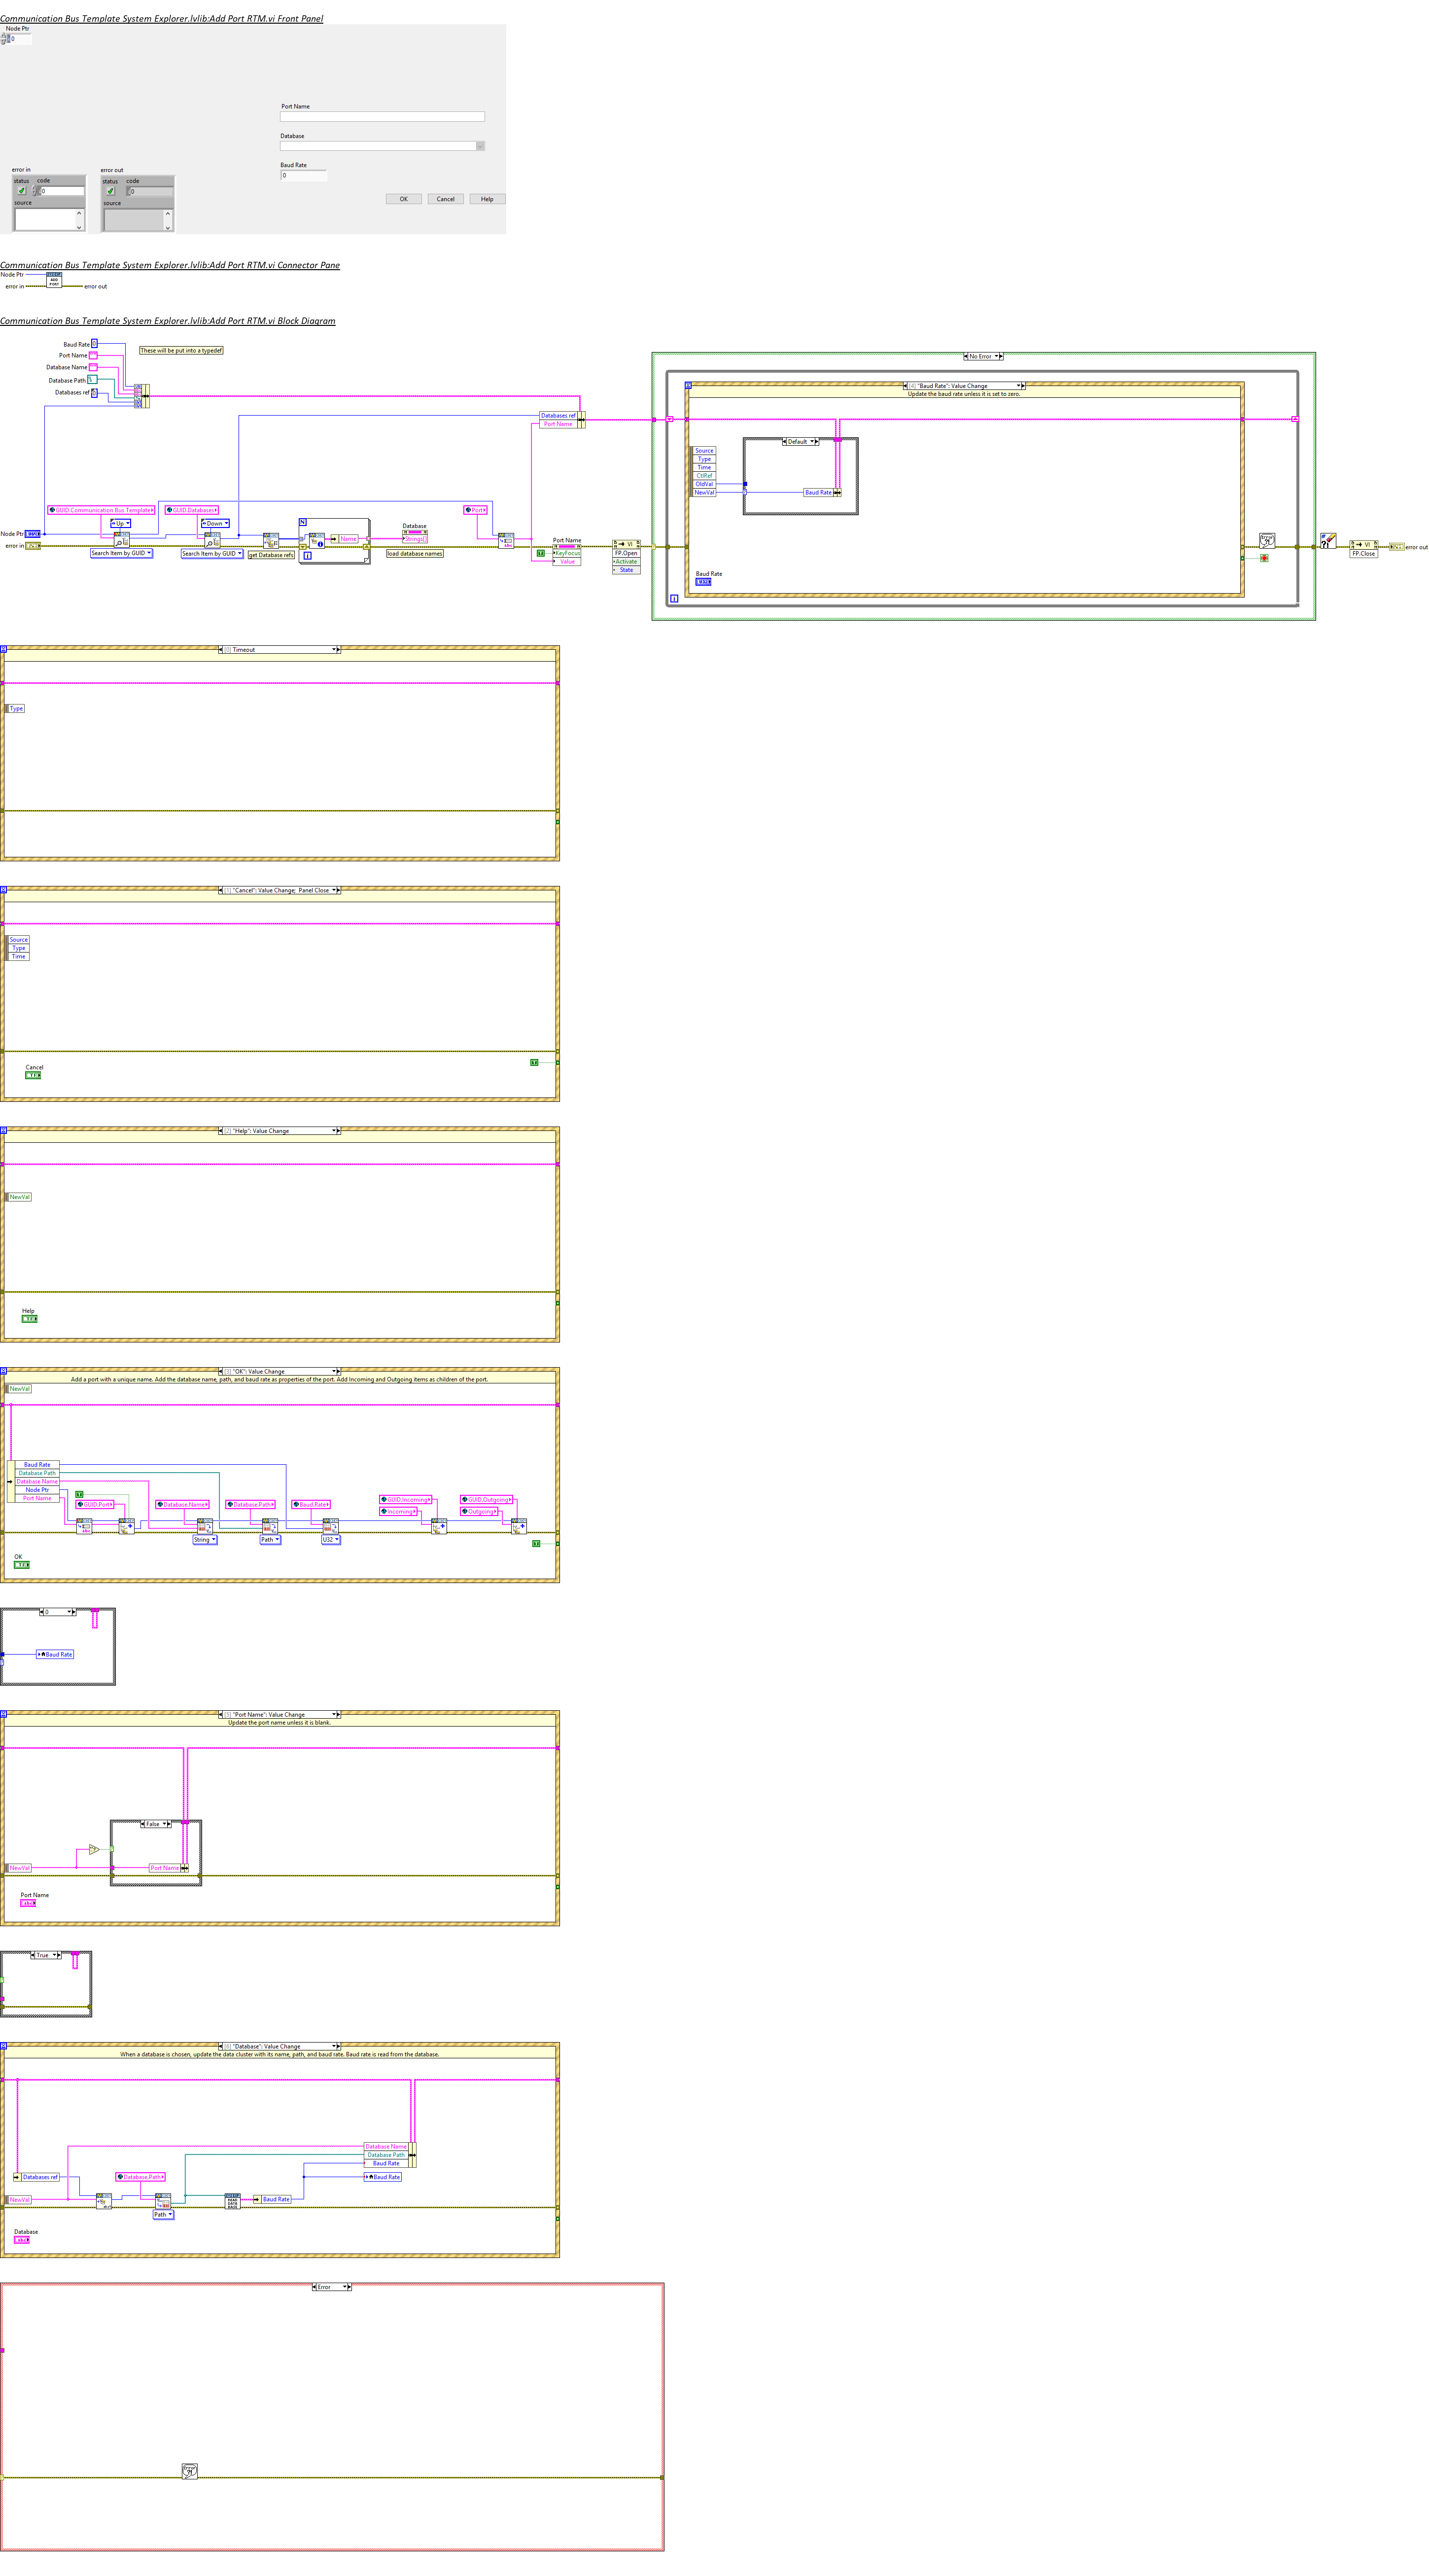 Communication Bus Template System Explorer.lvlib:Add Port RTM.vi Front Panel
Node Ptr
0
Port Name
Database
...
Baud Rate
0
error in
status code
0
source
error out
status code
0
source
OK Cancel Help
Communication Bus Template System Explorer.lvlib:Add Port RTM.vi Connector Pane
Node Ptr
ADD
PORT
error in error out
Communication Bus Template System Explorer.lvlib:Add Port RTM.vi Block Diagram
Baud Rate
Port Name
Database Name
Database Path
Databases ref
These will be put into a typedef
Databases ref
Port Name
GUID.Communication Bus Template
Up
GUID.Databases
Down
Node Ptr
error in
Search Item by GUID
Search Item by GUID
get Database refs
N
i
Name
Database
Strings[]
load database names
Port
Port Name
KeyFocus
Value
VI
FP.Open
Activate
State
No Error
[4] "Baud Rate": Value Change
Update the baud rate unless it is set to zero.
Source
Type
Time
CtlRef
OldVal
NewVal
Default
Baud Rate
Baud Rate
U32
i
VI
FP.Close
error out
[0] Timeout
Type
[1] "Cancel": Value Change; Panel Close
Source
Type
Time
Cancel
TF
[2] "Help": Value Change
NewVal
Help
TF
[3] "OK": Value Change
Add a port with a unique name. Add the database name, path, and baud rate as properties of the port. Add Incoming and Outgoing items as children of the port.
NewVal
Baud Rate
Database Path
Database Name
Node Ptr
Port Name
GUID.Port
Database.Name
Database.Path
Baud.Rate
GUID.Incoming
Incoming
GUID.Outgoing
Outgoing
String
Path
U32
OK
TF
0
Baud Rate
[5] "Port Name": Value Change
Update the port name unless it is blank.
False
NewVal
Port Name
Port Name
abc
True
[6] "Database": Value Change
When a database is chosen, update the data cluster with its name, path, and baud rate. Baud rate is read from the database.
Database Name
Database Path
Baud Rate
Databases ref
Database.Path
Baud Rate
NewVal
READ
DATA
BASE
Baud Rate
Path
Database
abc
Error
Error
?!